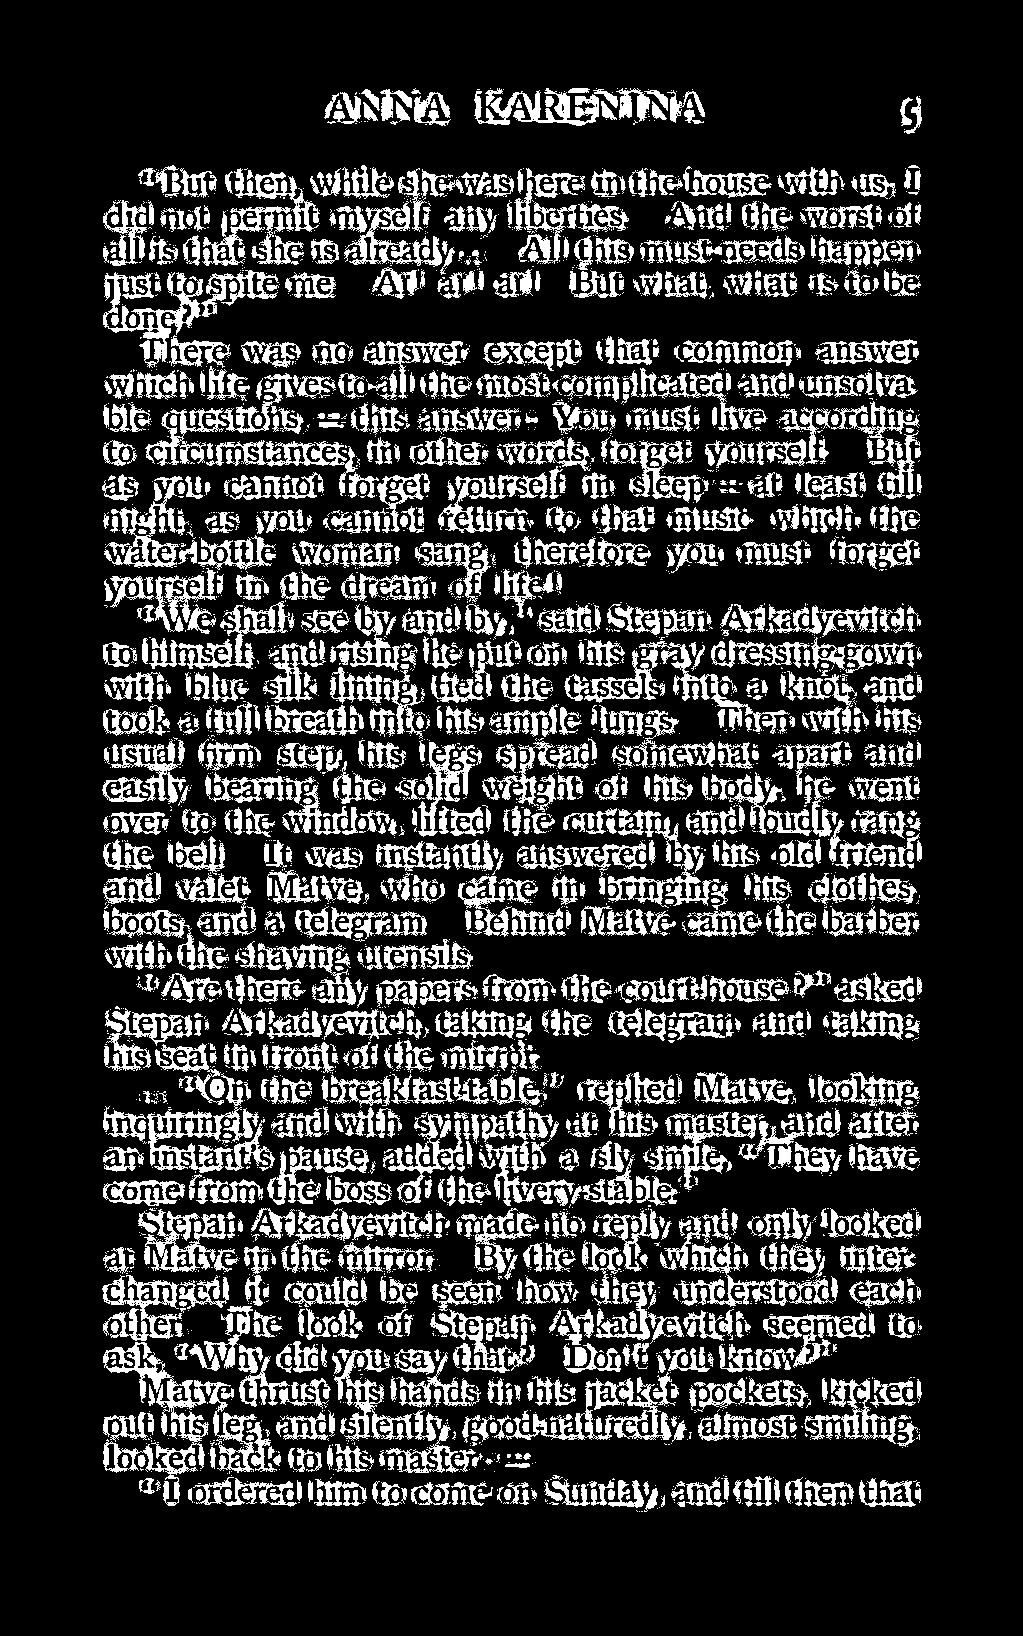 ANNA KARENINA 5
"But then, while she was here in the house with us, I
did not permit myself any liberties. And the worst of
all is that she is already ... All this must needs happen
just to spite me. Aï! aï! aï! But what, what is to be
done?"
There was no answer except that common answer
which life gives to all the most complicated and unsolva-
ble questions, — this answer: You must live according
to circumstances, in other words, forget yourself. But
as you cannot forget yourself in sleep — at least till
night, as you cannot return to that music which the
water-bottle woman sang, therefore you must forget
yourself in the dream of life!
"We shall see by and by," said Stepan Arkadyevitch
to himself, and rising he put on his gray dressing-gown
with blue silk lining, tied the tassels into a knot, and
took a full breath into his ample lungs. Then with his
usual firm step, his legs spread somewhat apart and
easily bearing the solid weight of his body, he went
over to the window, lifted the curtain, and loudly rang
the bell. It was instantly answered by his old friend
and valet Matve, who came in bringing his clothes,
boots, and a telegram. Behind Matve came the barber
with the shaving utensils.
"Are there any papers from the court-house?" asked
Stepan Arkadyevitch, taking the telegram and taking
his seat in front of the mirror.
.... "On the breakfast-table," replied Matve, looking
inquiringly and with sympathy at his master, and after
an instant's pause, added with a sly smile, "They have
come from the boss of the livery-stable."
Stepan Arkadyevitch made no reply and only looked
at Matve in the mirror. By the look which they inter-
changed it could be seen how they understood each
other. The look of Stepan Arkadyevitch seemed to
ask, "Why did you say that? Don't you know?"
Matve thrust his hands in his jacket pockets, kicked
out his leg, and silently, good-naturedly, almost smiling,
looked back to his master: —
"I ordered him to come on Sunday, and till then that